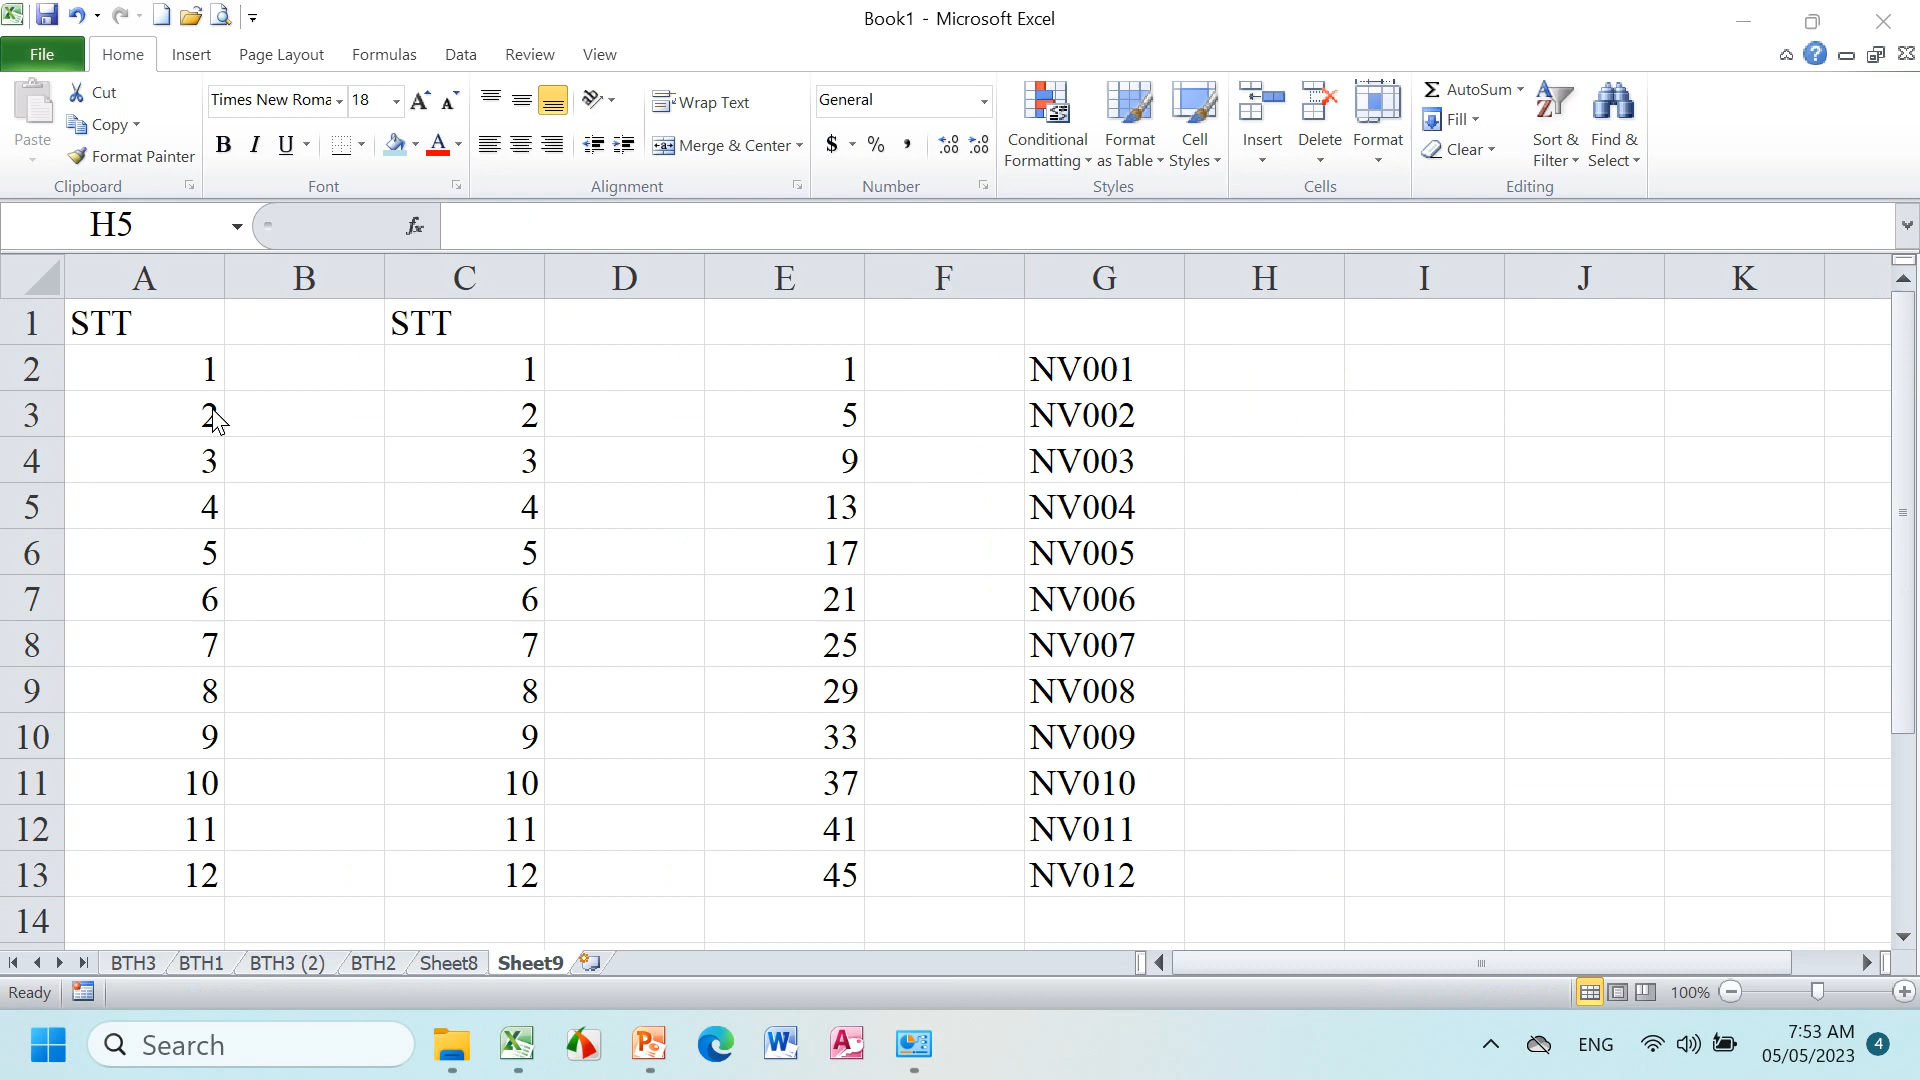 Book1 - Microsoft Excel
File Home Insert Page Layout Formulas Data Review View
Paste
Cut
Copy
Format Painter
Clipboard
Times New Roma 18
B I U
Font
Wrap Text
Merge & Center
Alignment
General
$ % ,
Number
Conditional Formatting
Format as Table
Cell Styles
Styles
Insert
Delete
Format
Cells
AutoSum
Fill
Clear
Sort & Filter
Find & Select
Editing
H5 fx
A B C D E F G H I J K
1 STT STT
2 1 1 1 NV001
3 2 2 5 NV002
4 3 3 9 NV003
5 4 4 13 NV004
6 5 5 17 NV005
7 6 6 21 NV006
8 7 7 25 NV007
9 8 8 29 NV008
10 9 9 33 NV009
11 10 10 37 NV010
12 11 11 41 NV011
13 12 12 45 NV012
14
BTH3 BTH1 BTH3 (2) BTH2 Sheet8 Sheet9
Ready 100%
Search ENG 7:53 AM 4
05/05/2023